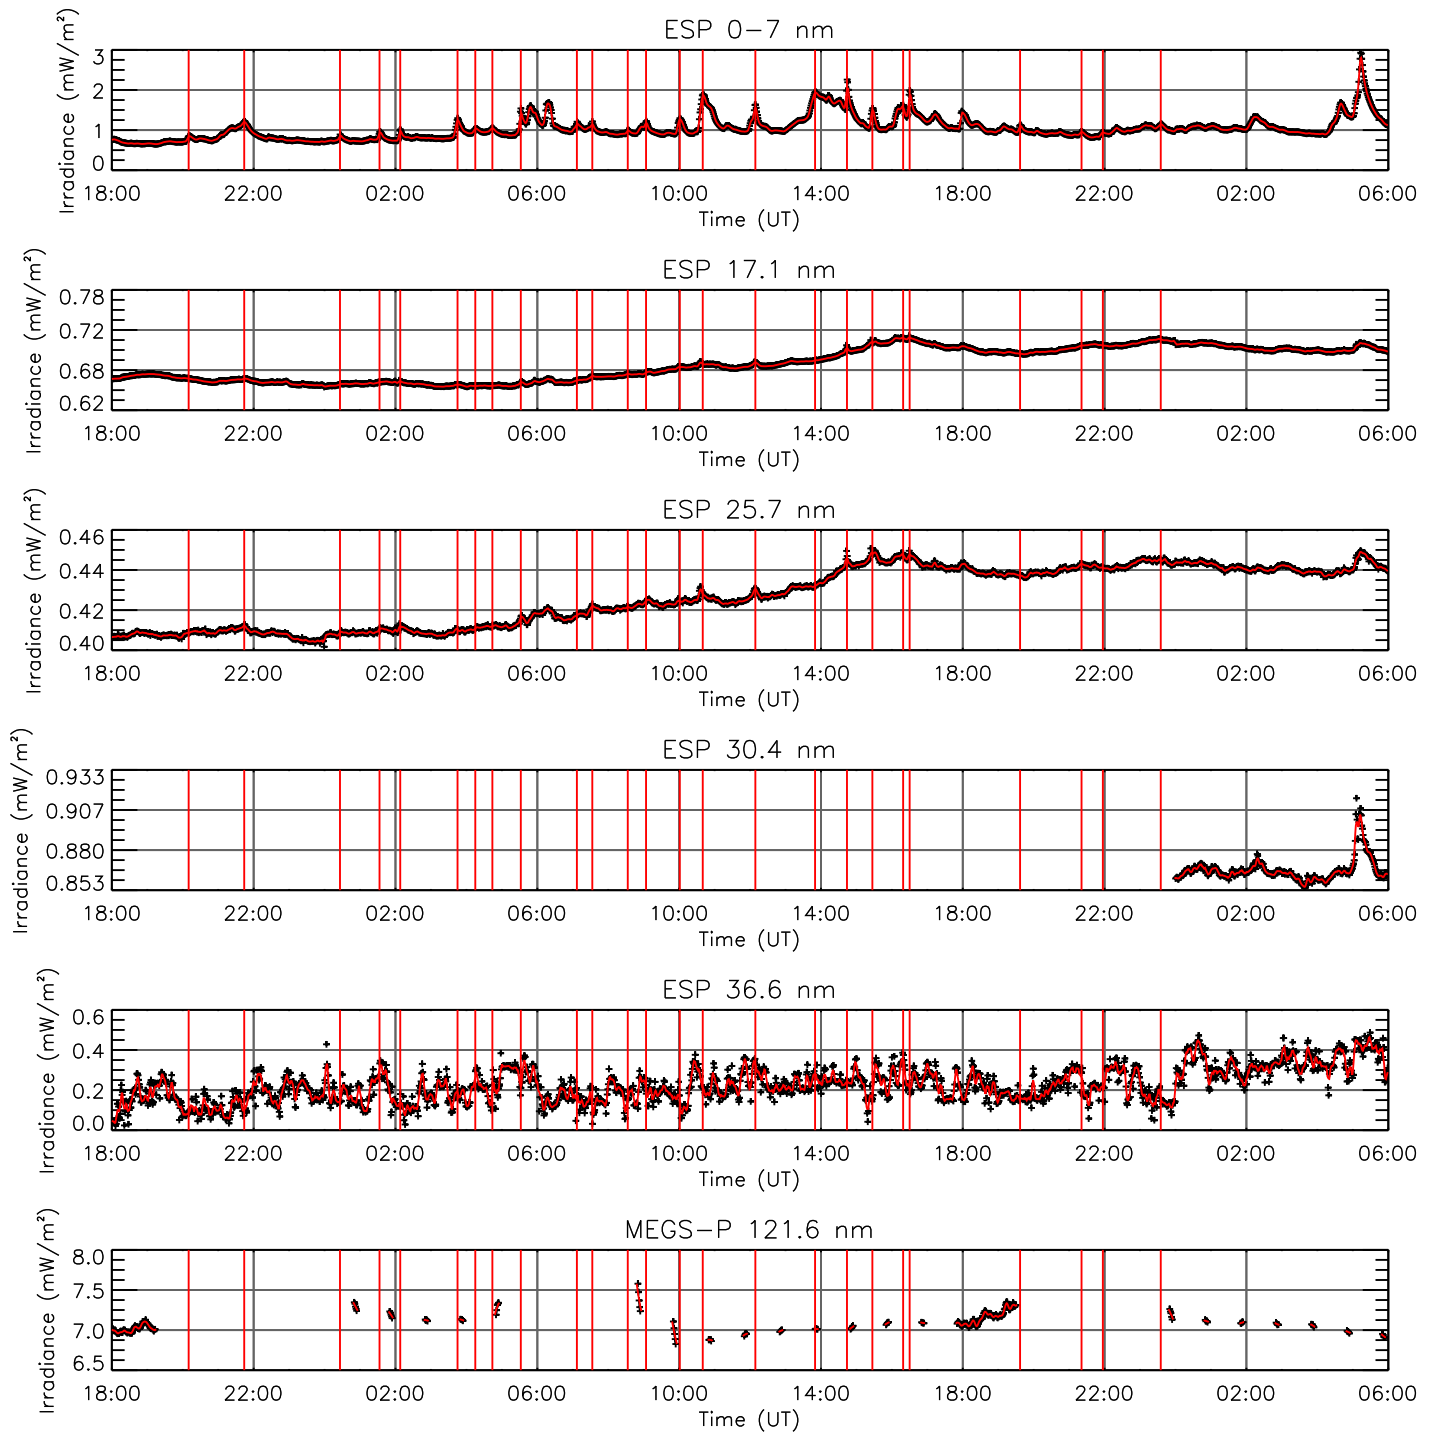 ESP 0-7 nm
Irradiance (mW/m²)
3
2
1
0
18:00 22:00 02:00 06:00 10:00 14:00 18:00 22:00 02:00 06:00
Time (UT)
ESP 17.1 nm
Irradiance (mW/m²)
0.78
0.72
0.68
0.62
18:00 22:00 02:00 06:00 10:00 14:00 18:00 22:00 02:00 06:00
Time (UT)
ESP 25.7 nm
Irradiance (mW/m²)
0.46
0.44
0.42
0.40
18:00 22:00 02:00 06:00 10:00 14:00 18:00 22:00 02:00 06:00
Time (UT)
ESP 30.4 nm
Irradiance (mW/m²)
0.933
0.907
0.880
0.853
18:00 22:00 02:00 06:00 10:00 14:00 18:00 22:00 02:00 06:00
Time (UT)
ESP 36.6 nm
Irradiance (mW/m²)
0.6
0.4
0.2
0.0
18:00 22:00 02:00 06:00 10:00 14:00 18:00 22:00 02:00 06:00
Time (UT)
MEGS-P 121.6 nm
Irradiance (mW/m²)
8.0
7.5
7.0
6.5
18:00 22:00 02:00 06:00 10:00 14:00 18:00 22:00 02:00 06:00
Time (UT)